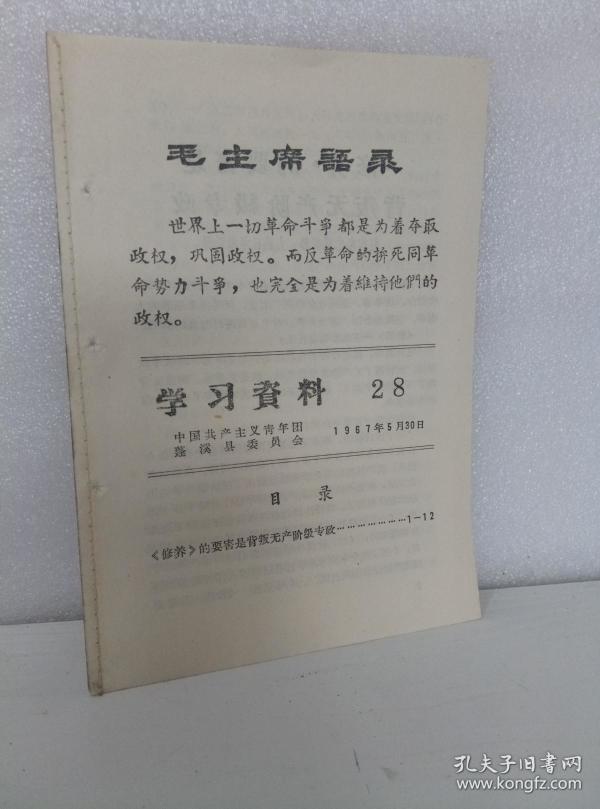 毛主席語录
世界上一切革命斗爭都是为着夺取
政权，巩固政权。而反革命的拚死同革
命势力斗爭，也完全是为着維持他們的
政权。
学习資料 28
中国共产主义青年团
蓬溪县委员会
1967年5月30日
目 录
《修养》的要害是背叛无产阶级专政………………1—12
孔夫子旧书网
www.kongfz.com